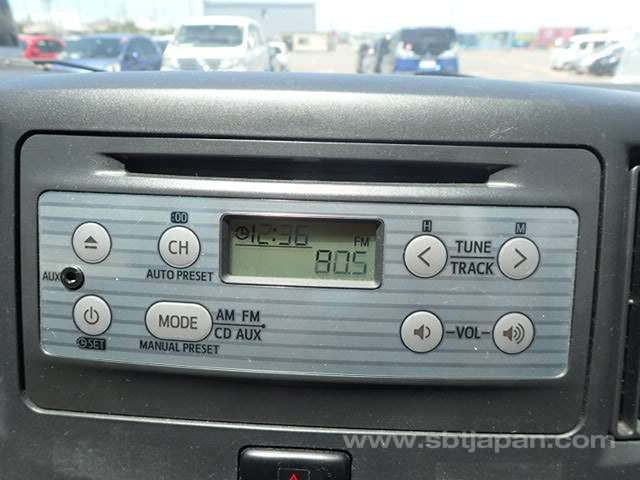 :00
H
M
12:36
FM
80.5
CH
AUTO PRESET
TUNE
TRACK
AUX
MODE
AM FM
CD AUX
MANUAL PRESET
SET
-VOL-
www.sbtjapan.com